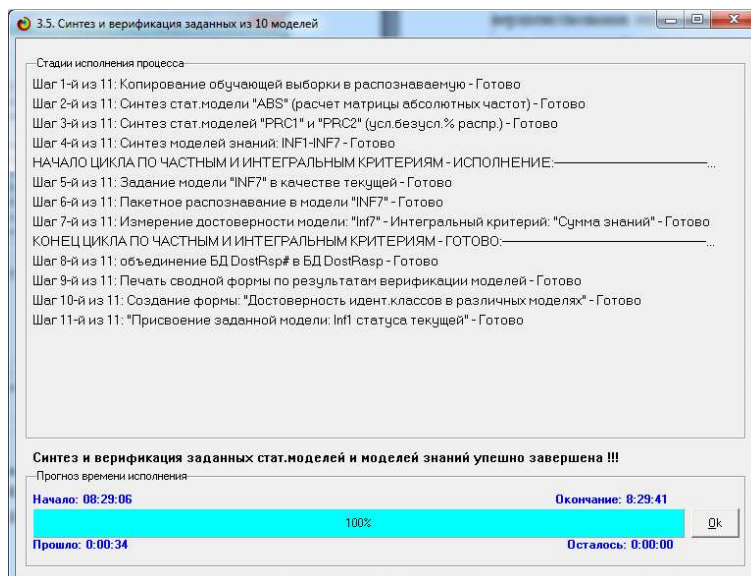 3.5. Синтез и верификация заданных из 10 моделей
Стадии исполнения процесса
Шаг 1-й из 11: Копирование обучающей выборки в распознаваемую - Готово
Шаг 2-й из 11: Синтез стат.модели "ABS" (расчет матрицы абсолютных частот) - Готово
Шаг 3-й из 11: Синтез стат.моделей "PRC1" и "PRC2" (усл.безусл.% распр.) - Готово
Шаг 4-й из 11: Синтез моделей знаний: INF1-INF7 - Готово
НАЧАЛО ЦИКЛА ПО ЧАСТНЫМ И ИНТЕГРАЛЬНЫМ КРИТЕРИЯМ - ИСПОЛНЕНИЕ:————————...
Шаг 5-й из 11: Задание модели "INF7" в качестве текущей - Готово
Шаг 6-й из 11: Пакетное распознавание в модели "INF7" - Готово
Шаг 7-й из 11: Измерение достоверности модели: "Inf7" - Интегральный критерий: "Сумма знаний" - Готово
КОНЕЦ ЦИКЛА ПО ЧАСТНЫМ И ИНТЕГРАЛЬНЫМ КРИТЕРИЯМ - ГОТОВО:————————...
Шаг 8-й из 11: объединение БД DostRsp# в БД DostRasp - Готово
Шаг 9-й из 11: Печать сводной формы по результатам верификации моделей - Готово
Шаг 10-й из 11: Создание формы: "Достоверность идент.классов в различных моделях" - Готово
Шаг 11-й из 11: "Присвоение заданной модели: Inf1 статуса текущей" - Готово
Синтез и верификация заданных стат.моделей и моделей знаний упешно завершена !!!
Прогноз времени исполнения
Начало: 08:29:06 Окончание: 8:29:41
100% Ok
Прошло: 0:00:34 Осталось: 0:00:00